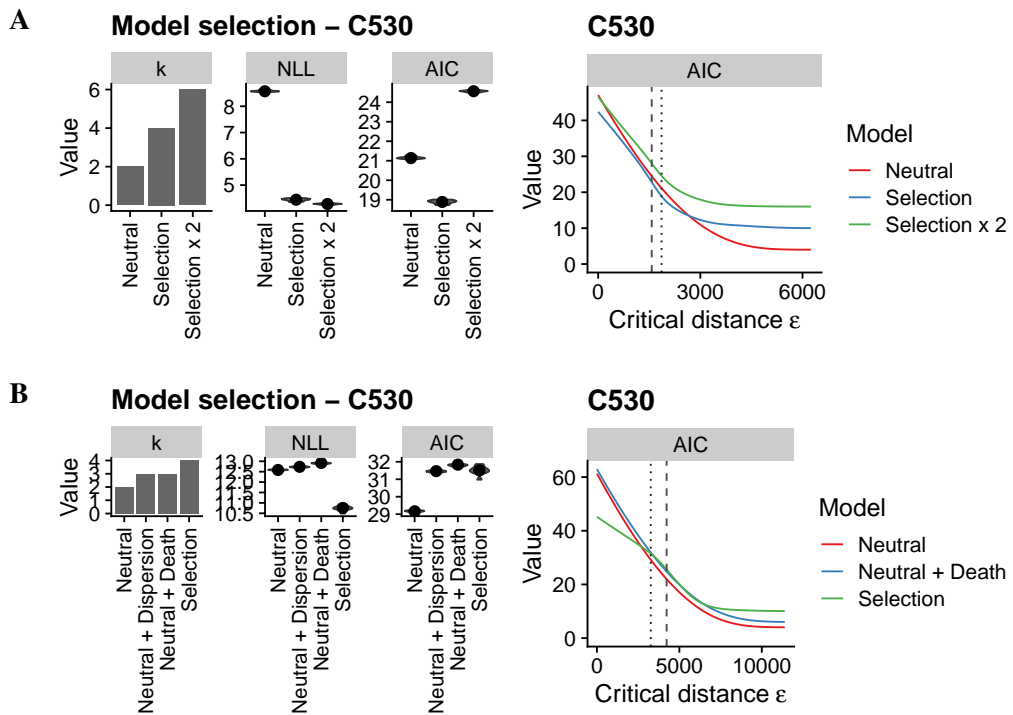 A
Model selection – C530
k
NLL
AIC
Value
6
4
2
0
8
7
6
5
24
23
22
21
20
19
Neutral
Selection
Selection x 2
Neutral
Selection
Selection x 2
Neutral
Selection
Selection x 2
C530
AIC
Value
40
30
20
10
0
0
3000
6000
Critical distance ε
Model
Neutral
Selection
Selection x 2
B
Model selection – C530
k
NLL
AIC
Value
4
3
2
1
0
13.0
12.5
12.0
11.5
11.0
10.5
32
31
30
29
Neutral
Neutral + Dispersion
Neutral + Death
Selection
Neutral
Neutral + Dispersion
Neutral + Death
Selection
Neutral
Neutral + Dispersion
Neutral + Death
Selection
C530
AIC
Value
60
40
20
0
0
5000
10000
Critical distance ε
Model
Neutral
Neutral + Death
Selection